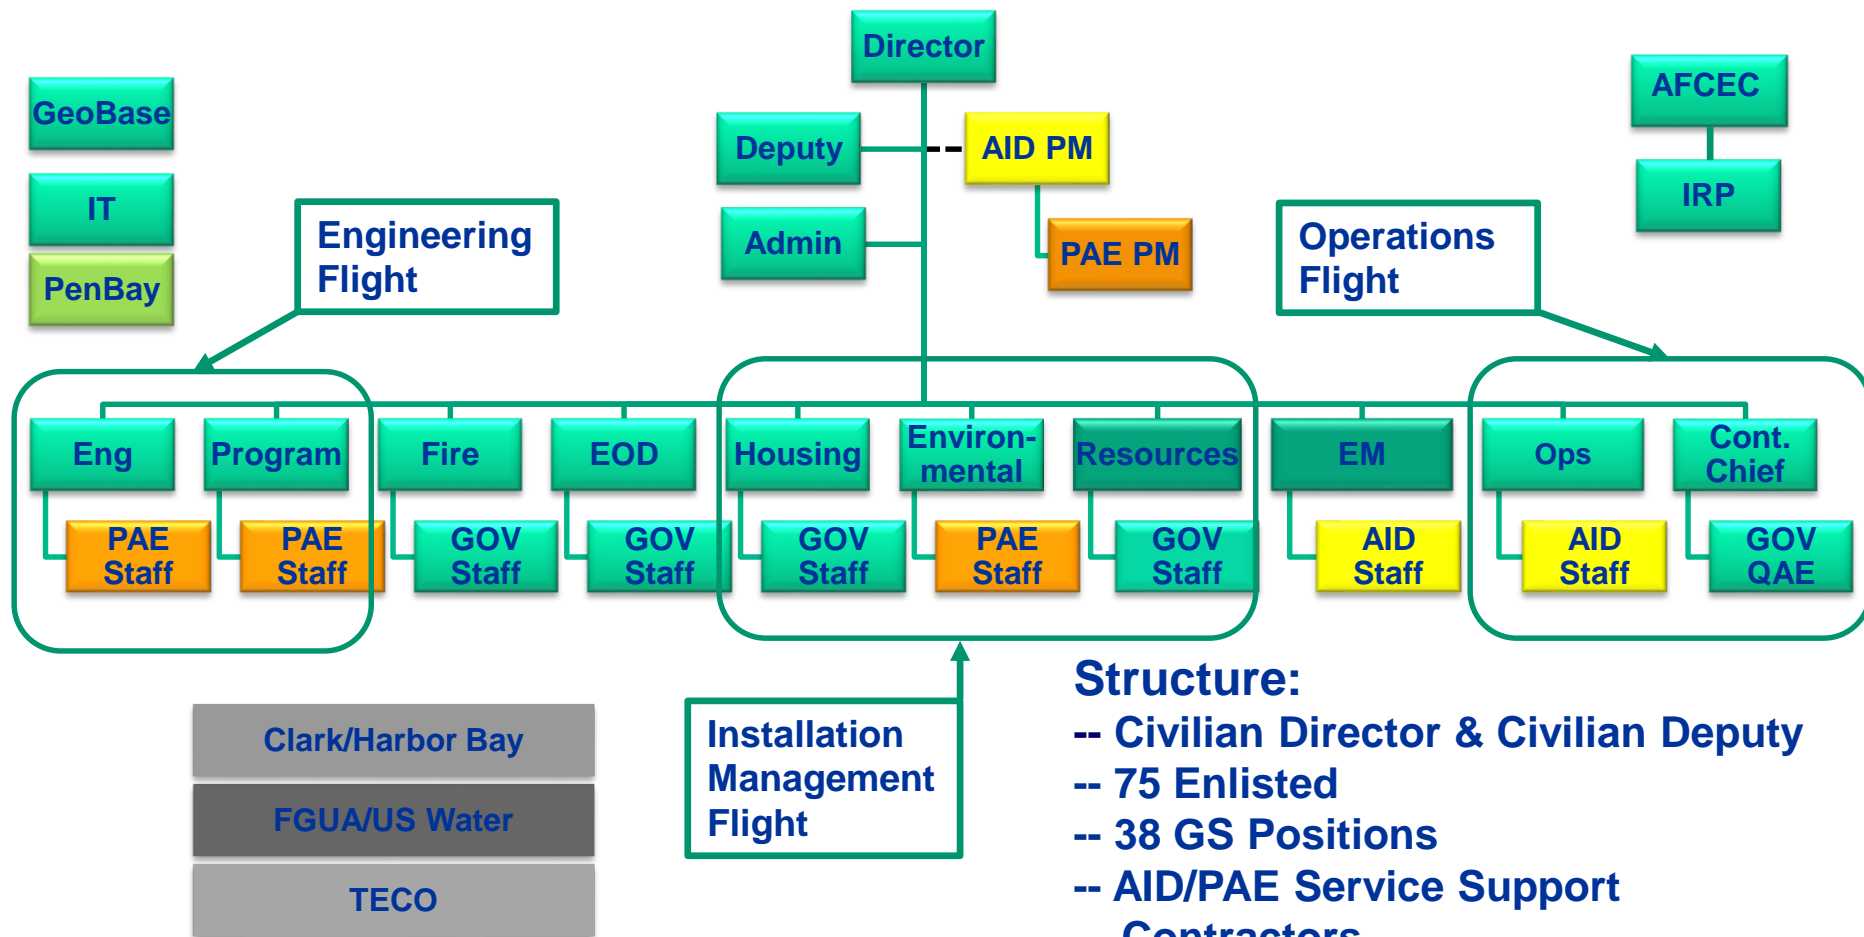 Director
GeoBase
AFCEC
Deputy
AID PM
IT
IRP
Admin
PAE PM
PenBay
Engineering
Flight
Operations
Flight
Eng
Program
Fire
EOD
Housing
Environ-
mental
Resources
EM
Ops
Cont.
Chief
PAE
Staff
PAE
Staff
GOV
Staff
GOV
Staff
GOV
Staff
PAE
Staff
GOV
Staff
AID
Staff
AID
Staff
GOV
QAE
Clark/Harbor Bay
FGUA/US Water
TECO
Installation
Management
Flight
Structure:
-- Civilian Director & Civilian Deputy
-- 75 Enlisted
-- 38 GS Positions
-- AID/PAE Service Support
Contractors